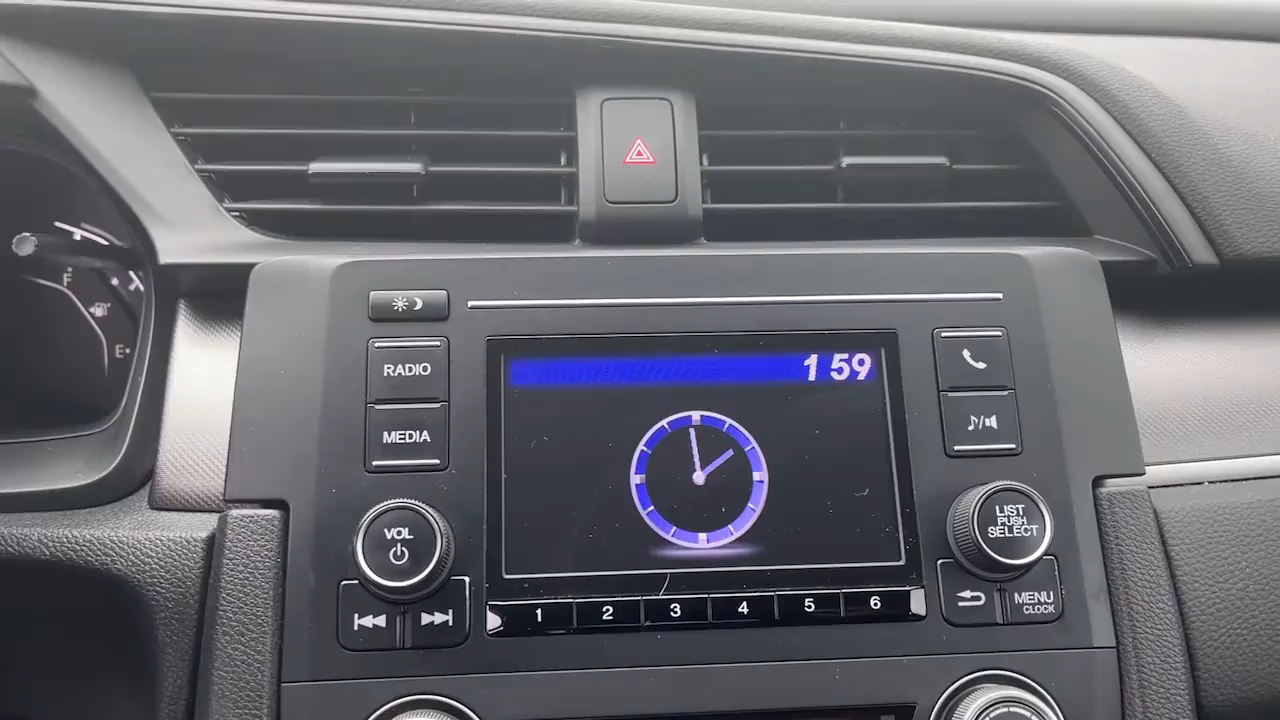 F
E
RADIO
MEDIA
1 59
VOL
LIST
PUSH
SELECT
1 2 3 4 5 6
MENU
CLOCK